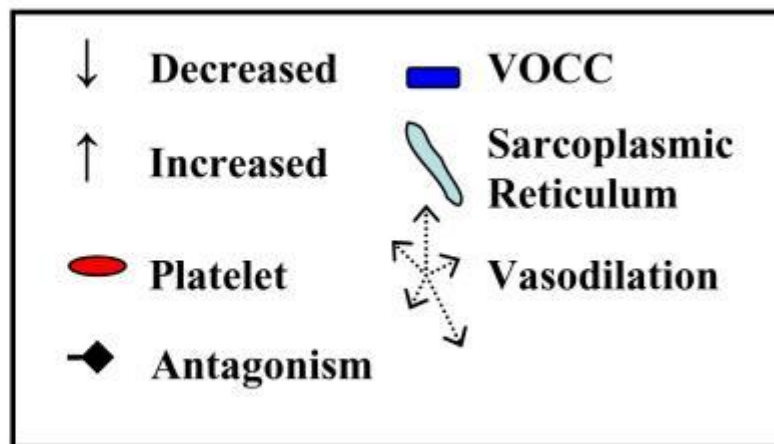 Decreased
VOCC
Increased
Sarcoplasmic
Reticulum
Platelet
Vasodilation
Antagonism